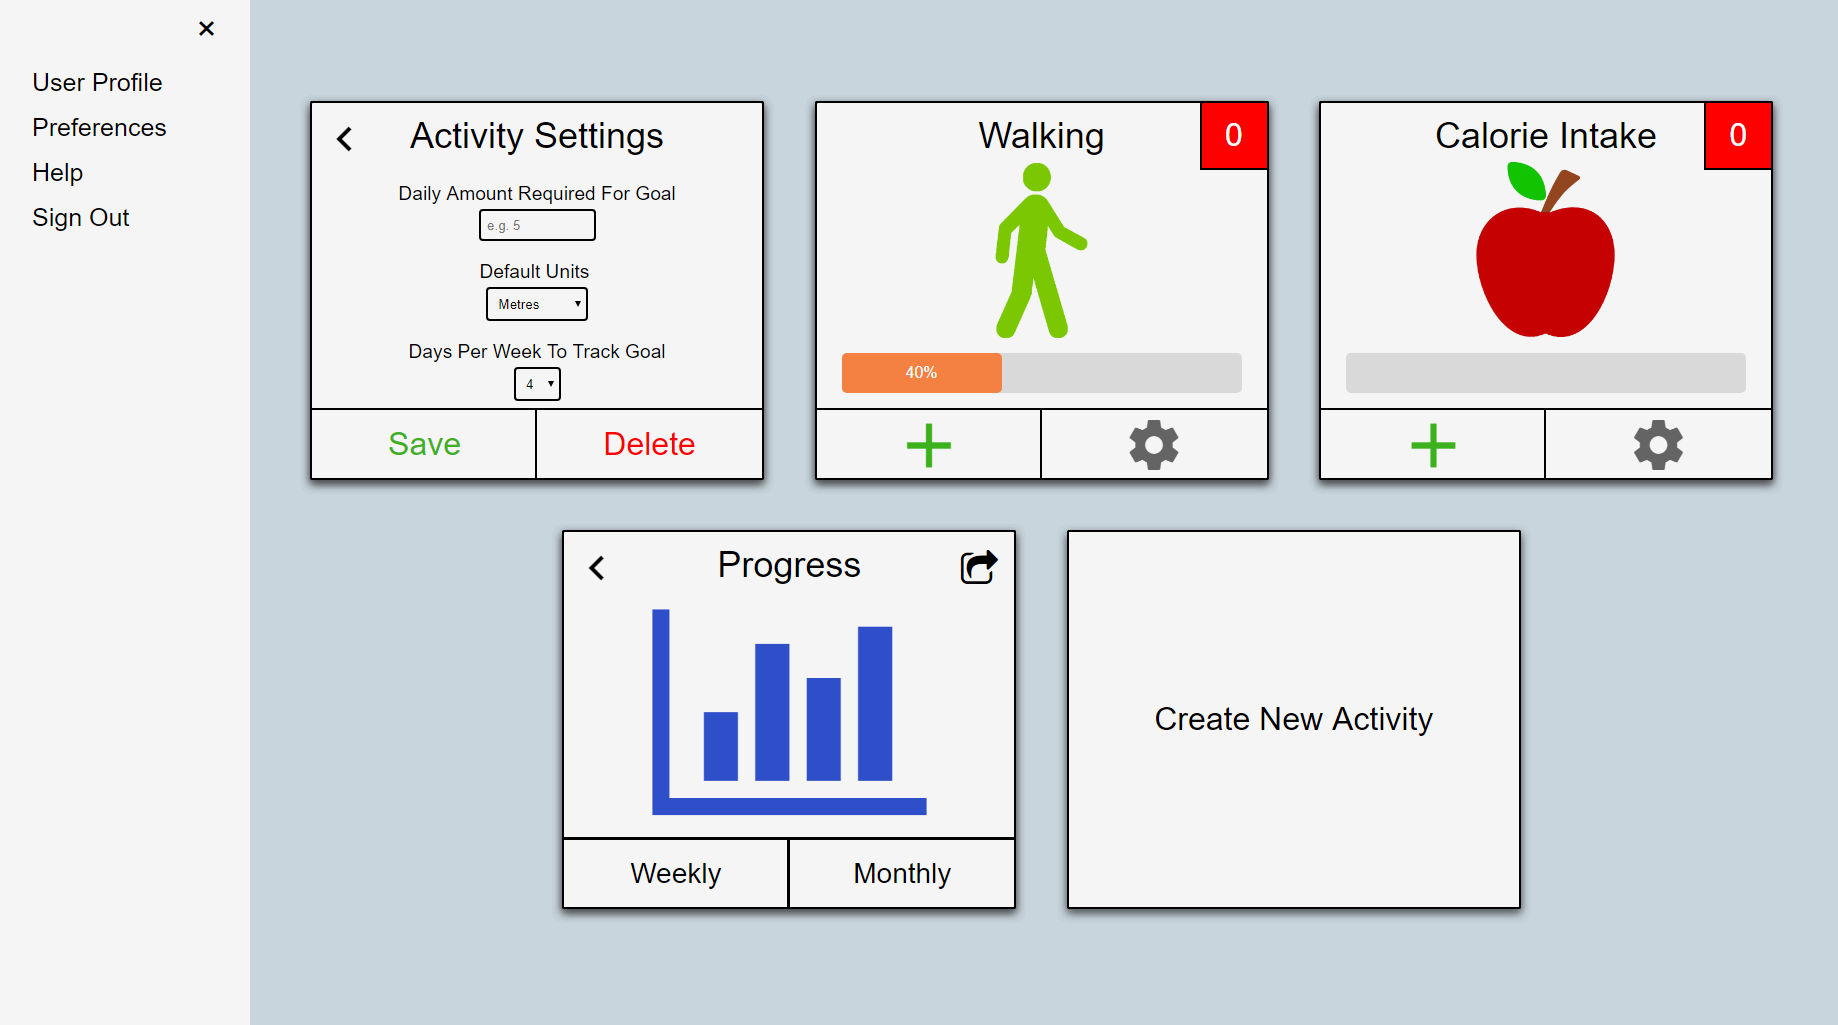 ×
User Profile
Preferences
Help
Sign Out
Activity Settings
Daily Amount Required For Goal
e.g. 5
Default Units
Metres
Days Per Week To Track Goal
4
Save
Delete
Walking
0
40%
Calorie Intake
0
Progress
Weekly
Monthly
Create New Activity